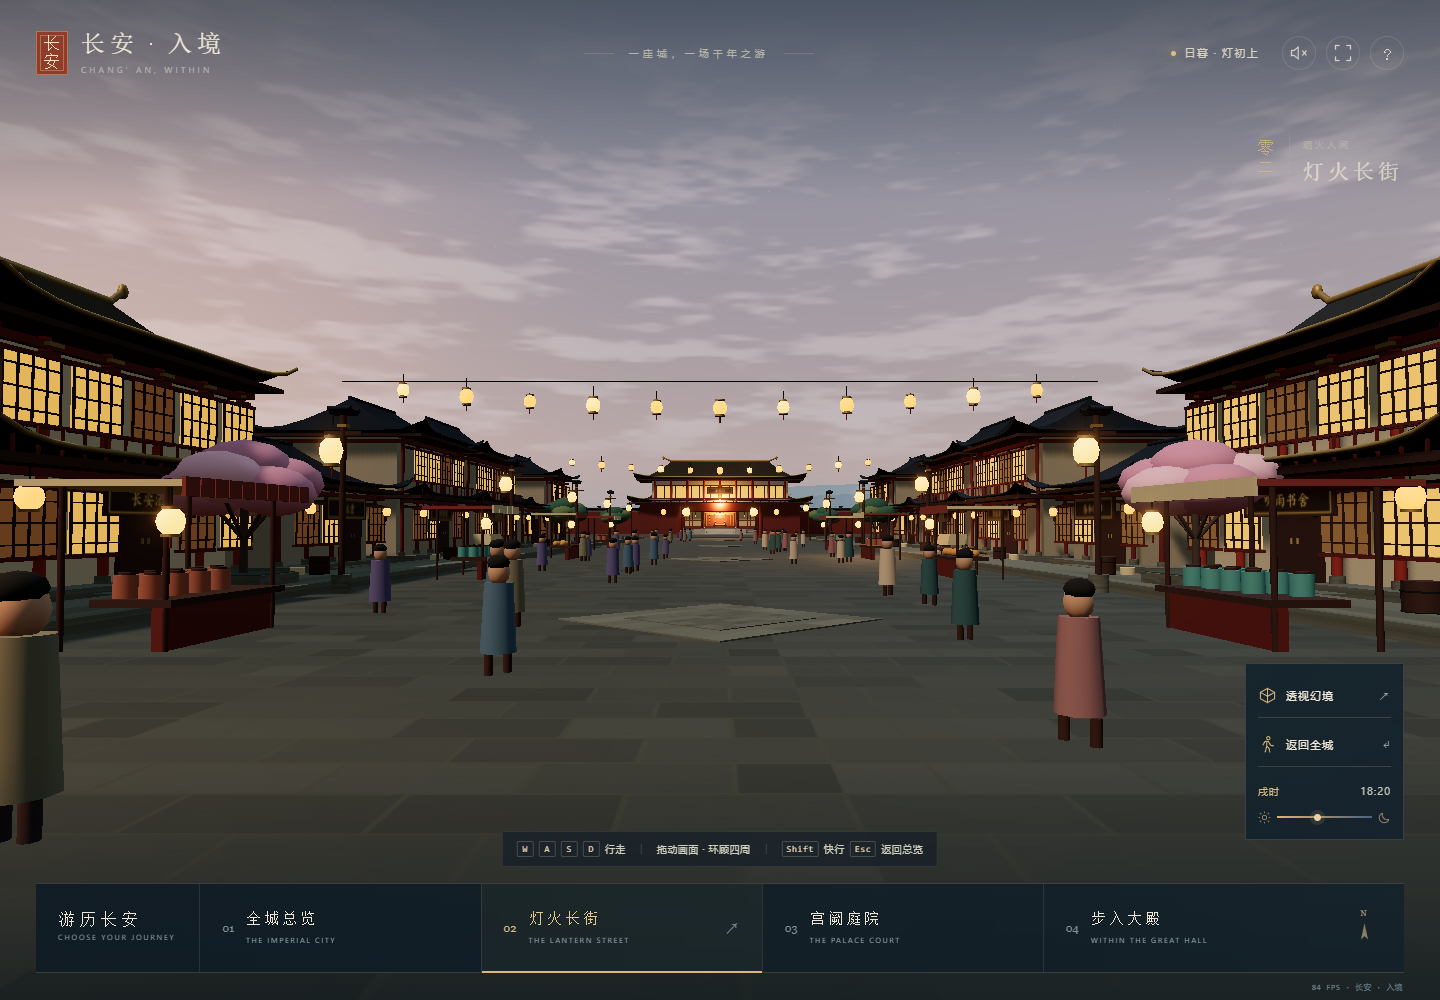 长安
长安 · 入境
CHANG' AN, WITHIN
一座城，一场千年之游
日暮 · 灯初上
?
零二
灯火人间
灯火长街
透视幻境
返回全城
戌时 18:20
W A S D 行走 | 拖动画面 · 环顾四周 | Shift 快行 Esc 返回总览
游历长安
CHOOSE YOUR JOURNEY
01 全城总览
THE IMPERIAL CITY
02 灯火长街
THE LANTERN STREET
03 宫阙庭院
THE PALACE COURT
04 步入大殿
WITHIN THE GREAT HALL
N
84 FPS · 长安 · 入境